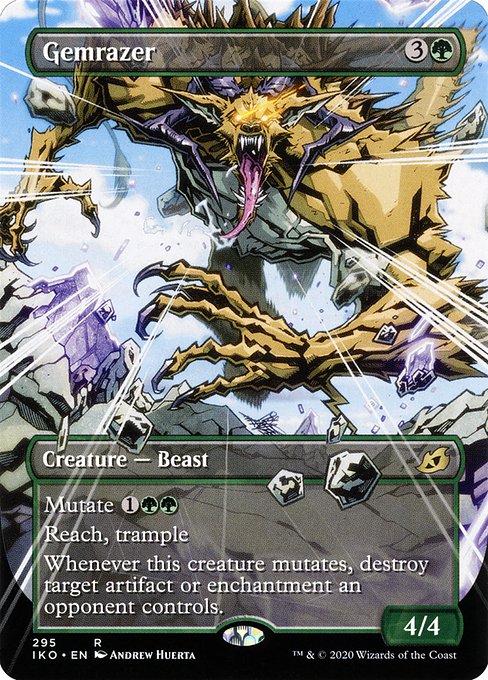 Gemrazer 3
Creature — Beast
Mutate 1
Reach, trample
Whenever this creature mutates, destroy
target artifact or enchantment an
opponent controls.
4/4
295 R
IKO • EN Andrew Huerta
™ & © 2020 Wizards of the Coast